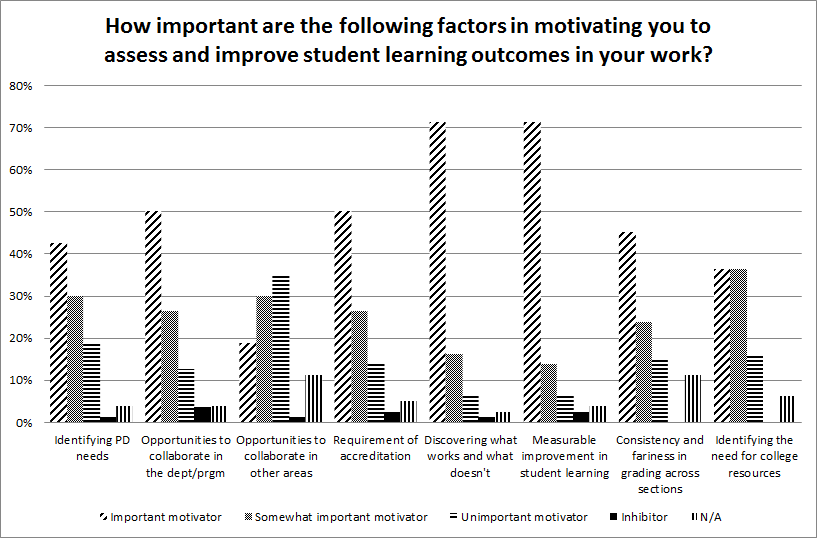 How important are the following factors in motivating you to
assess and improve student learning outcomes in your work?
80%
70%
60%
50%
40%
30%
20%
10%
0%
Identifying PD
needs
Opportunities to
collaborate in
the dept/prgm
Opportunities to
collaborate in
other areas
Requirement of
accreditation
Discovering what
works and what
doesn't
Measurable
improvement in
student learning
Consistency and
fariness in
grading across
sections
Identifying the
need for college
resources
Important motivator
Somewhat important motivator
Unimportant motivator
Inhibitor
N/A